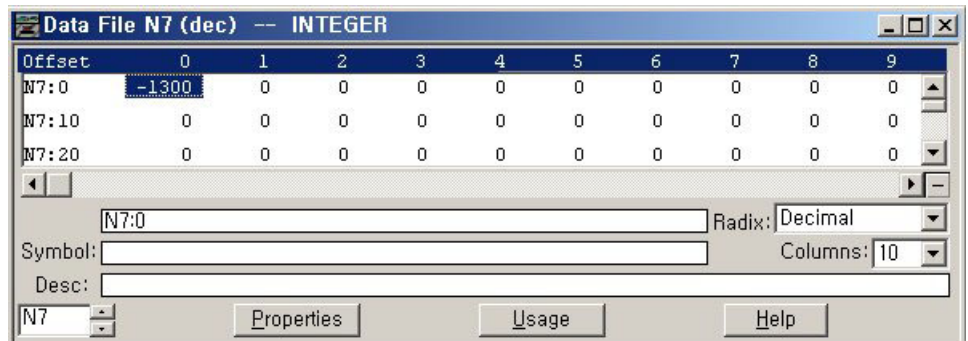 Data File N7 (dec) -- INTEGER
Offset 0 1 2 3 4 5 6 7 8 9
N7:0 -1300 0 0 0 0 0 0 0 0 0
N7:10 0 0 0 0 0 0 0 0 0 0
N7:20 0 0 0 0 0 0 0 0 0 0
N7:0 Radix: Decimal
Symbol: Columns: 10
Desc:
N7 Properties Usage Help